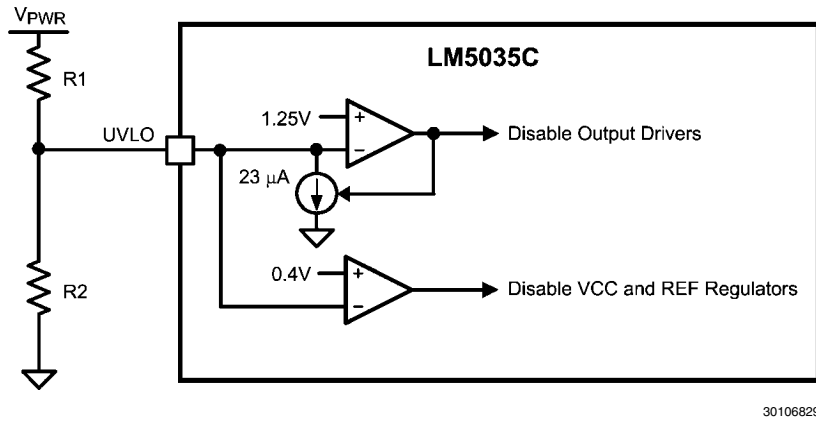 VPWR
LM5035C
R1
1.25V
+
−
UVLO
Disable Output Drivers
23 μA
0.4V
+
−
R2
Disable VCC and REF Regulators
30106829